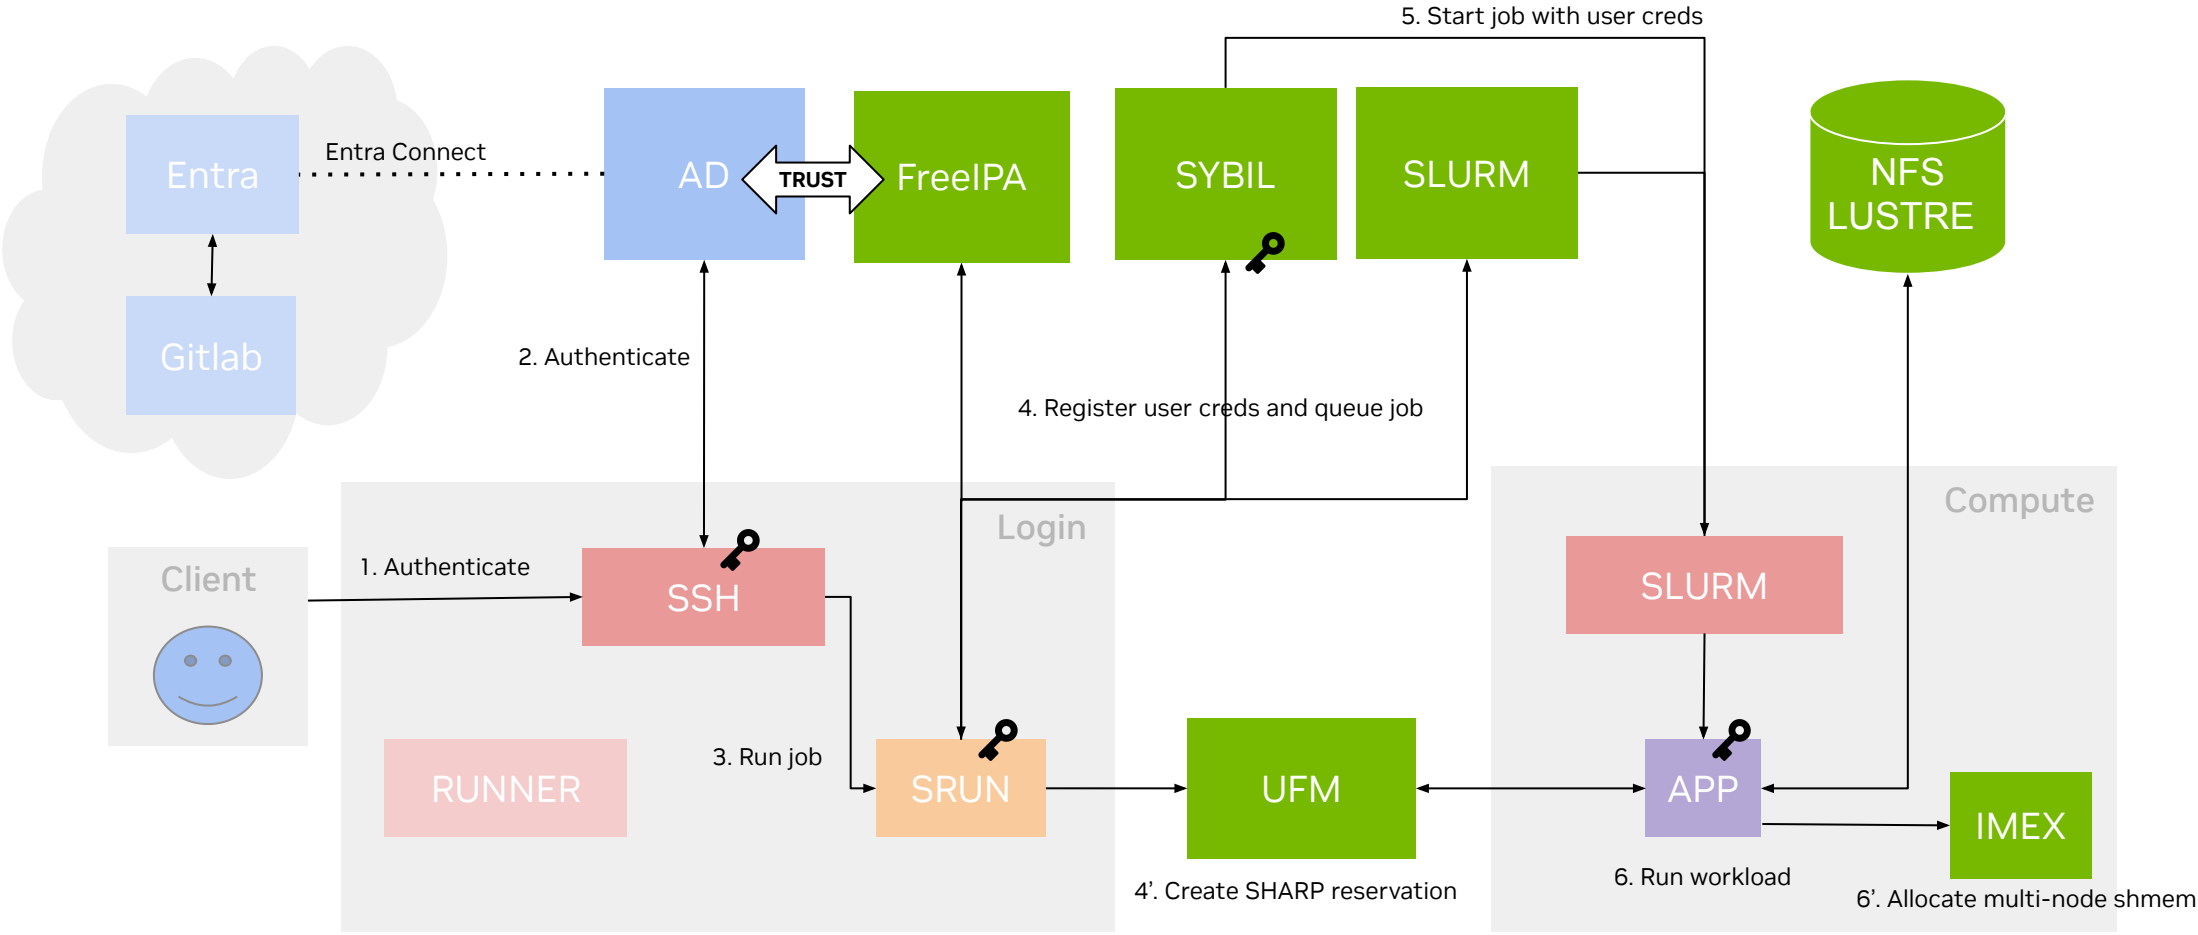 5. Start job with user creds
Entra
Entra Connect
AD
TRUST
FreeIPA
SYBIL
SLURM
NFS
LUSTRE
Gitlab
2. Authenticate
4. Register user creds and queue job
Login
Compute
Client
1. Authenticate
SSH
SLURM
RUNNER
3. Run job
SRUN
UFM
APP
IMEX
4’. Create SHARP reservation
6. Run workload
6’. Allocate multi-node shmem